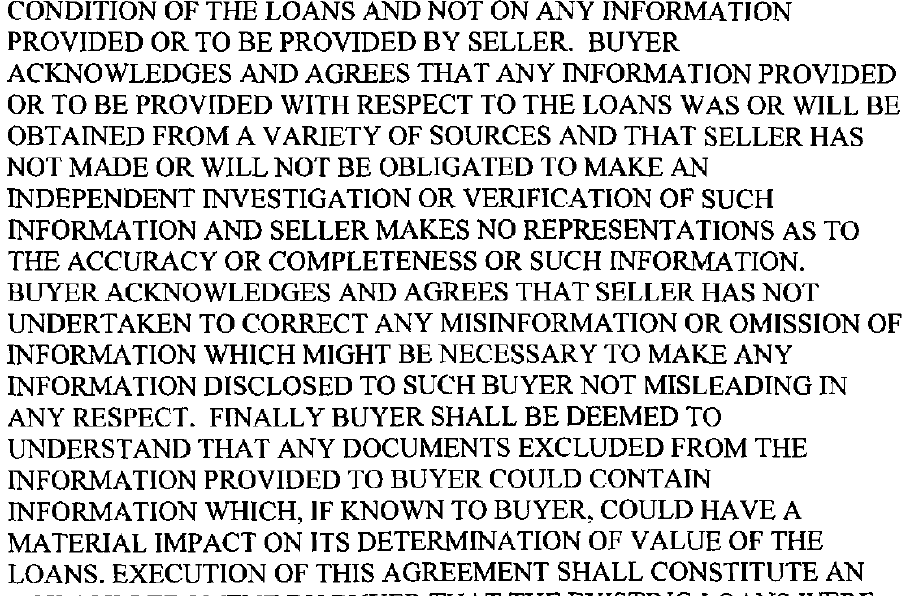 CONDITION OF THE LOANS AND NOT ON ANY INFORMATION
PROVIDED OR TO BE PROVIDED BY SELLER. BUYER
ACKNOWLEDGES AND AGREES THAT ANY INFORMATION PROVIDED
OR TO BE PROVIDED WITH RESPECT TO THE LOANS WAS OR WILL BE
OBTAINED FROM A VARIETY OF SOURCES AND THAT SELLER HAS
NOT MADE OR WILL NOT BE OBLIGATED TO MAKE AN
INDEPENDENT INVESTIGATION OR VERIFICATION OF SUCH
INFORMATION AND SELLER MAKES NO REPRESENTATIONS AS TO
THE ACCURACY OR COMPLETENESS OR SUCH INFORMATION.
BUYER ACKNOWLEDGES AND AGREES THAT SELLER HAS NOT
UNDERTAKEN TO CORRECT ANY MISINFORMATION OR OMISSION OF
INFORMATION WHICH MIGHT BE NECESSARY TO MAKE ANY
INFORMATION DISCLOSED TO SUCH BUYER NOT MISLEADING IN
ANY RESPECT. FINALLY BUYER SHALL BE DEEMED TO
UNDERSTAND THAT ANY DOCUMENTS EXCLUDED FROM THE
INFORMATION PROVIDED TO BUYER COULD CONTAIN
INFORMATION WHICH, IF KNOWN TO BUYER, COULD HAVE A
MATERIAL IMPACT ON ITS DETERMINATION OF VALUE OF THE
LOANS. EXECUTION OF THIS AGREEMENT SHALL CONSTITUTE AN